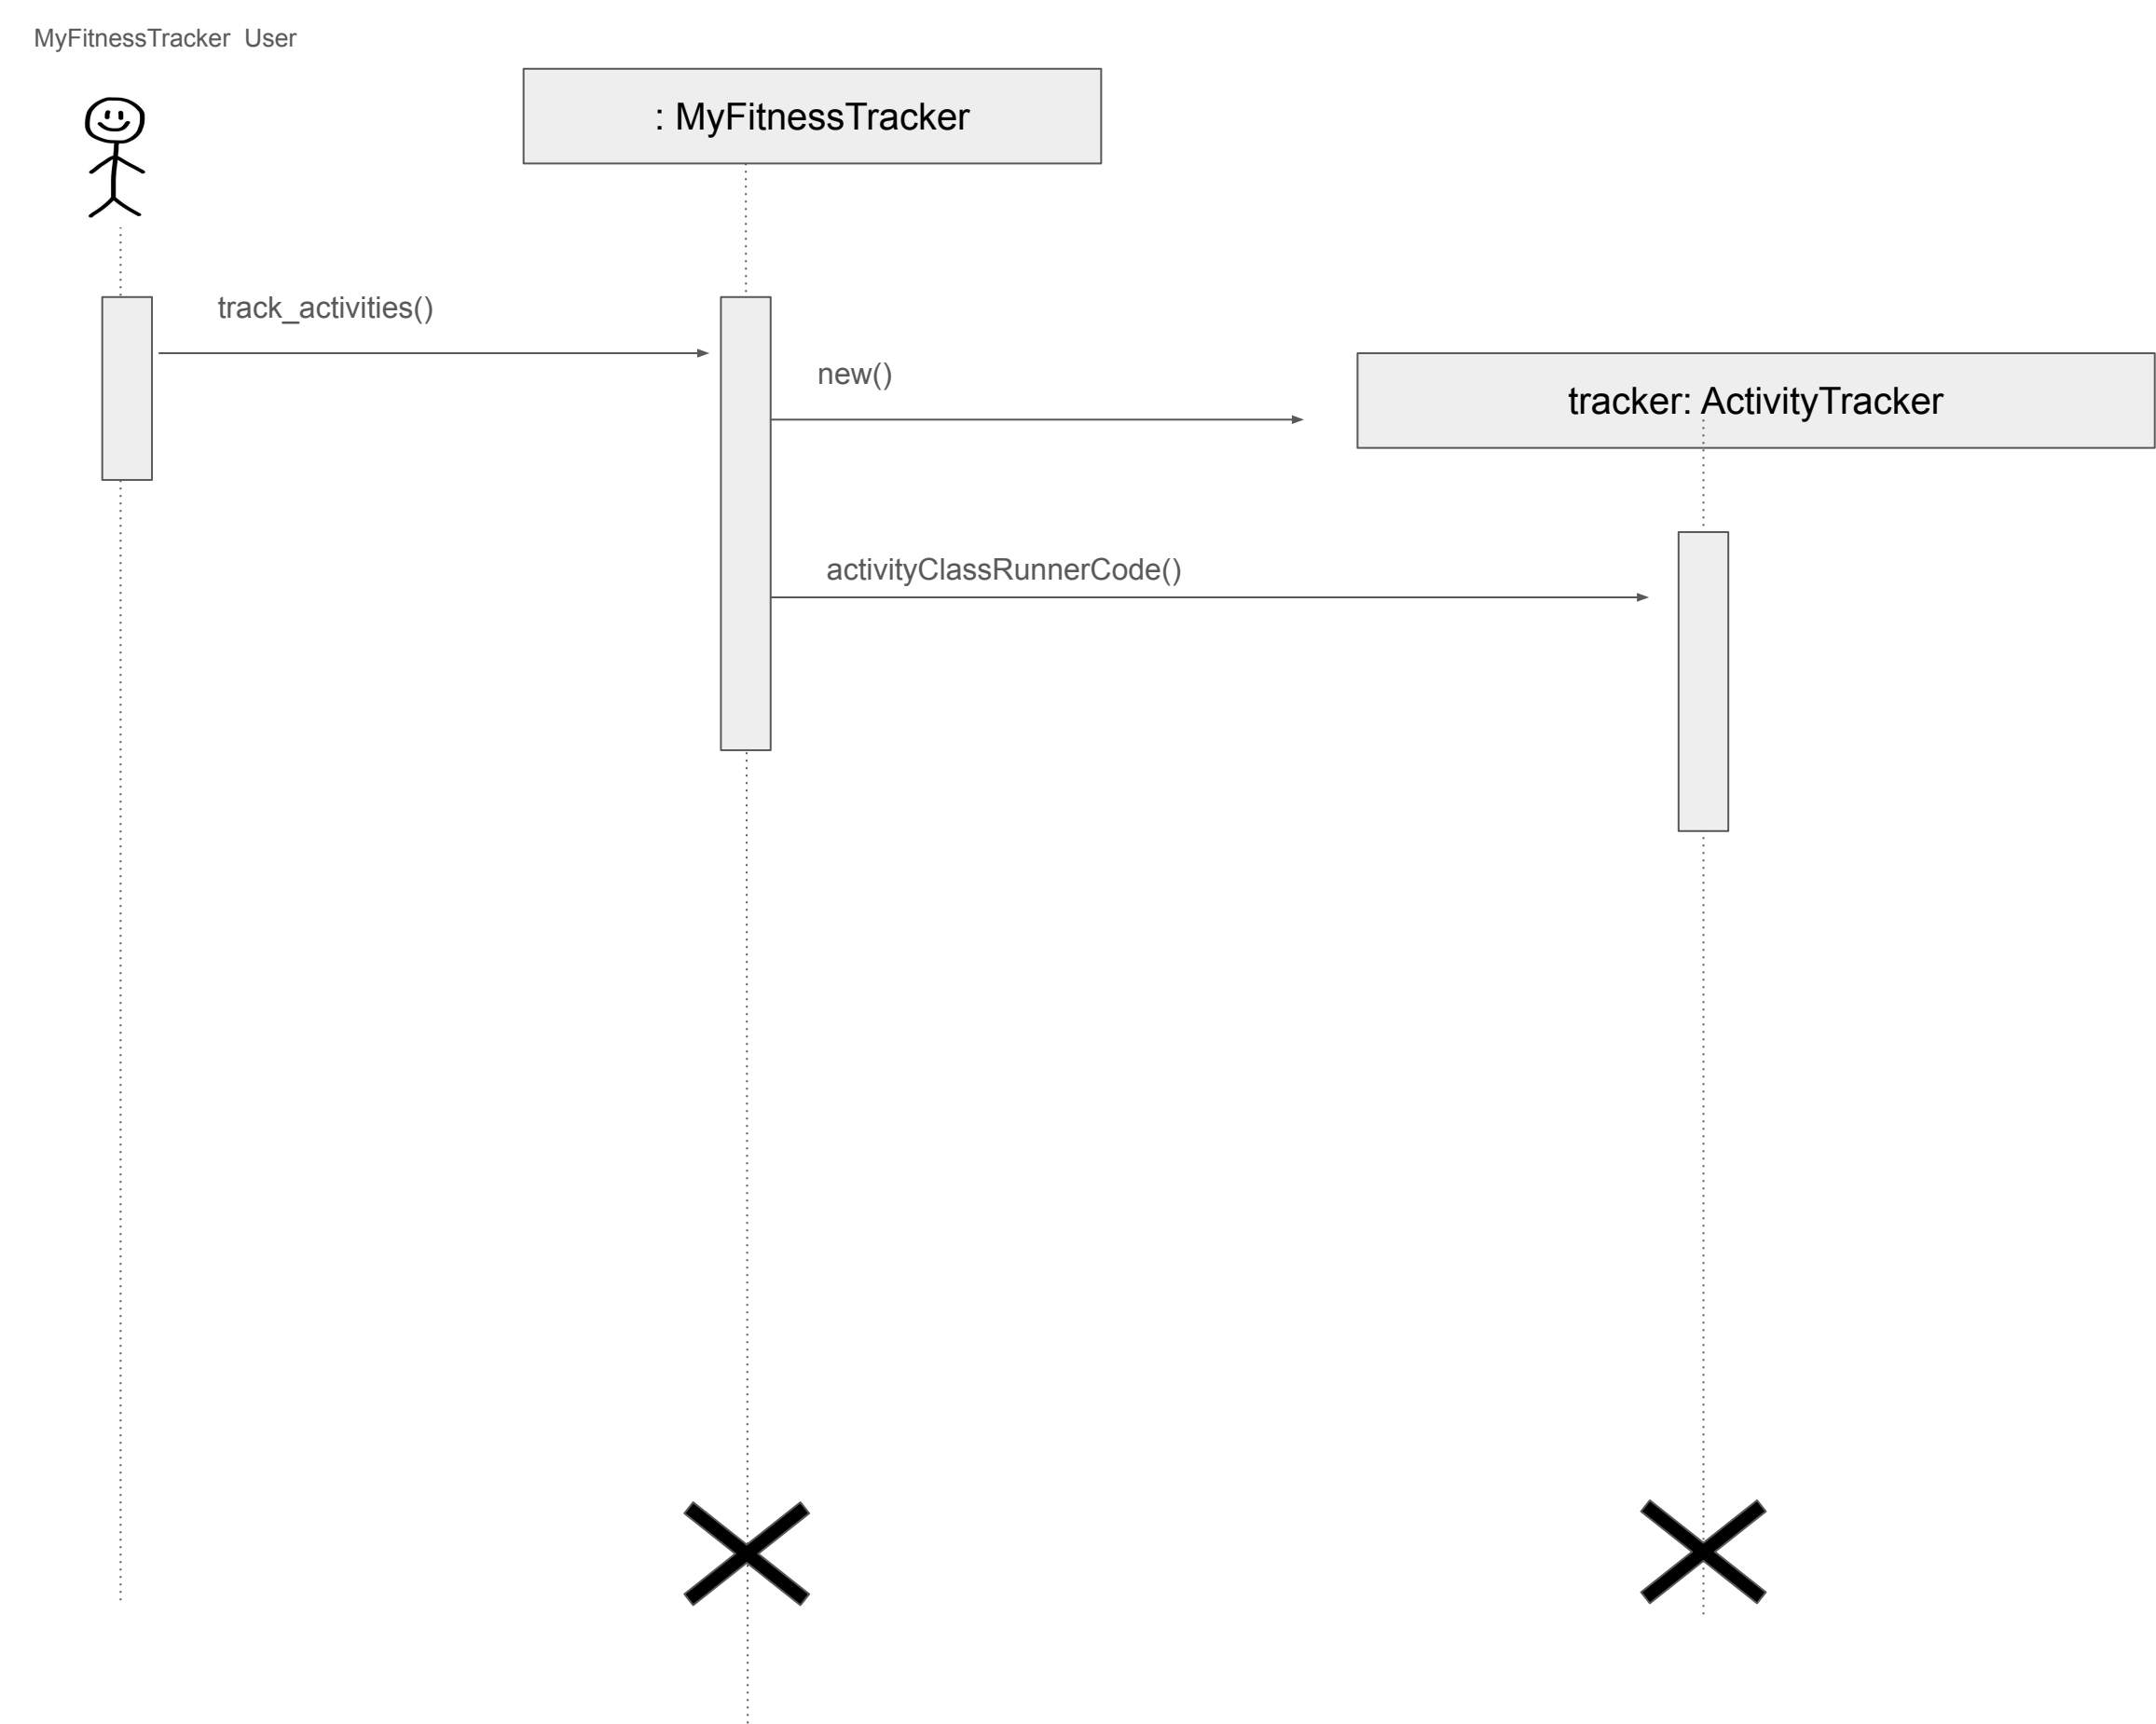 MyFitnessTracker  User
: MyFitnessTracker
track_activities()
new()
tracker: ActivityTracker
activityClassRunnerCode()